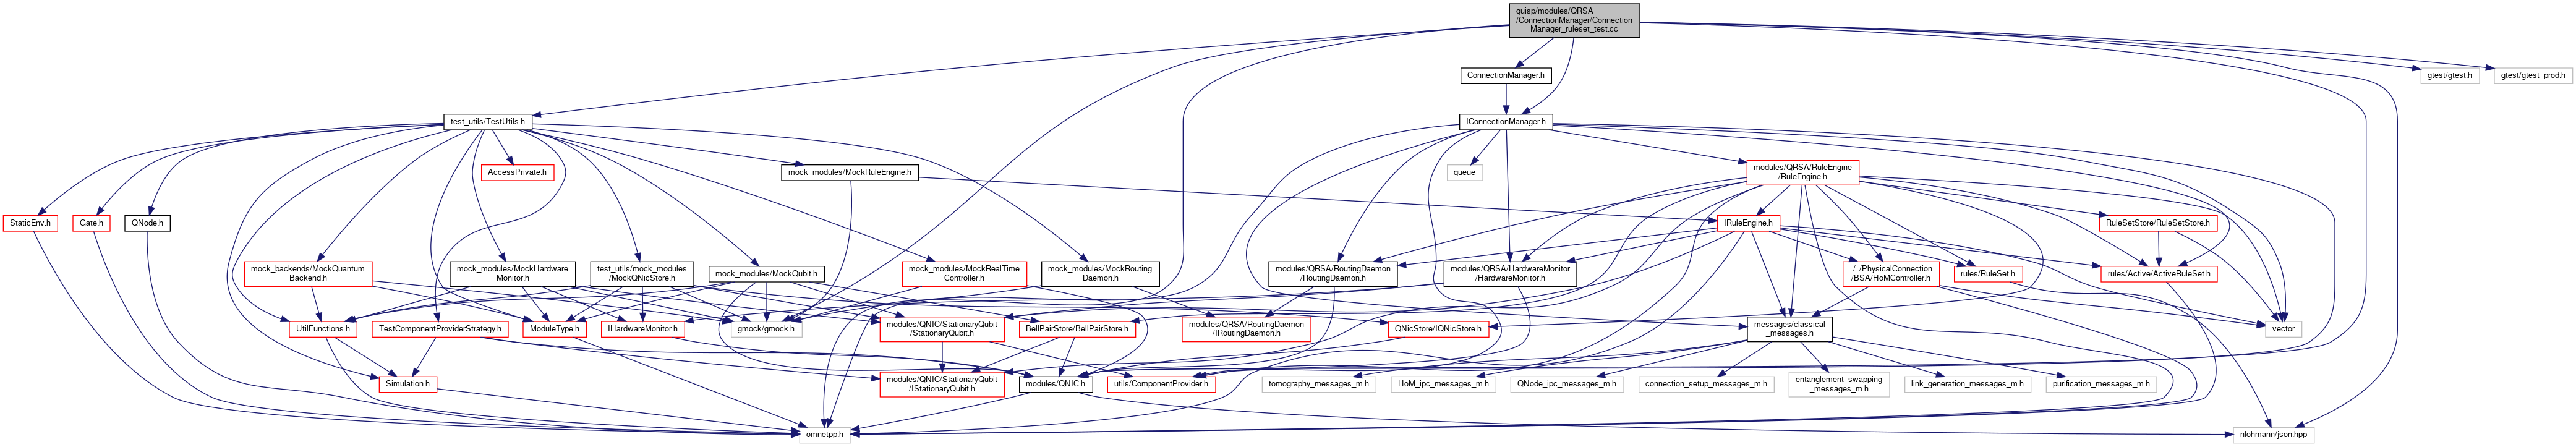 quisp/modules/QRSA
/ConnectionManager/Connection
Manager_ruleset_test.cc
ConnectionManager.h
gtest/gtest.h
gtest/gtest_prod.h
test_utils/TestUtils.h
IConnectionManager.h
AccessPrivate.h
mock_modules/MockRuleEngine.h
queue
modules/QRSA/RuleEngine
/RuleEngine.h
StaticEnv.h
Gate.h
QNode.h
IRuleEngine.h
RuleSetStore/RuleSetStore.h
mock_backends/MockQuantum
Backend.h
mock_modules/MockHardware
Monitor.h
test_utils/mock_modules
/MockQNicStore.h
mock_modules/MockQubit.h
mock_modules/MockRealTime
Controller.h
mock_modules/MockRouting
Daemon.h
modules/QRSA/RoutingDaemon
/RoutingDaemon.h
modules/QRSA/HardwareMonitor
/HardwareMonitor.h
../../PhysicalConnection
/BSA/HoMController.h
rules/RuleSet.h
rules/Active/ActiveRuleSet.h
UtilFunctions.h
TestComponentProviderStrategy.h
ModuleType.h
IHardwareMonitor.h
gmock/gmock.h
modules/QNIC/StationaryQubit
/StationaryQubit.h
BellPairStore/BellPairStore.h
modules/QRSA/RoutingDaemon
/IRoutingDaemon.h
QNicStore/IQNicStore.h
messages/classical
_messages.h
vector
Simulation.h
modules/QNIC/StationaryQubit
/IStationaryQubit.h
modules/QNIC.h
utils/ComponentProvider.h
tomography_messages_m.h
HoM_ipc_messages_m.h
QNode_ipc_messages_m.h
connection_setup_messages_m.h
entanglement_swapping
_messages_m.h
link_generation_messages_m.h
purification_messages_m.h
omnetpp.h
nlohmann/json.hpp